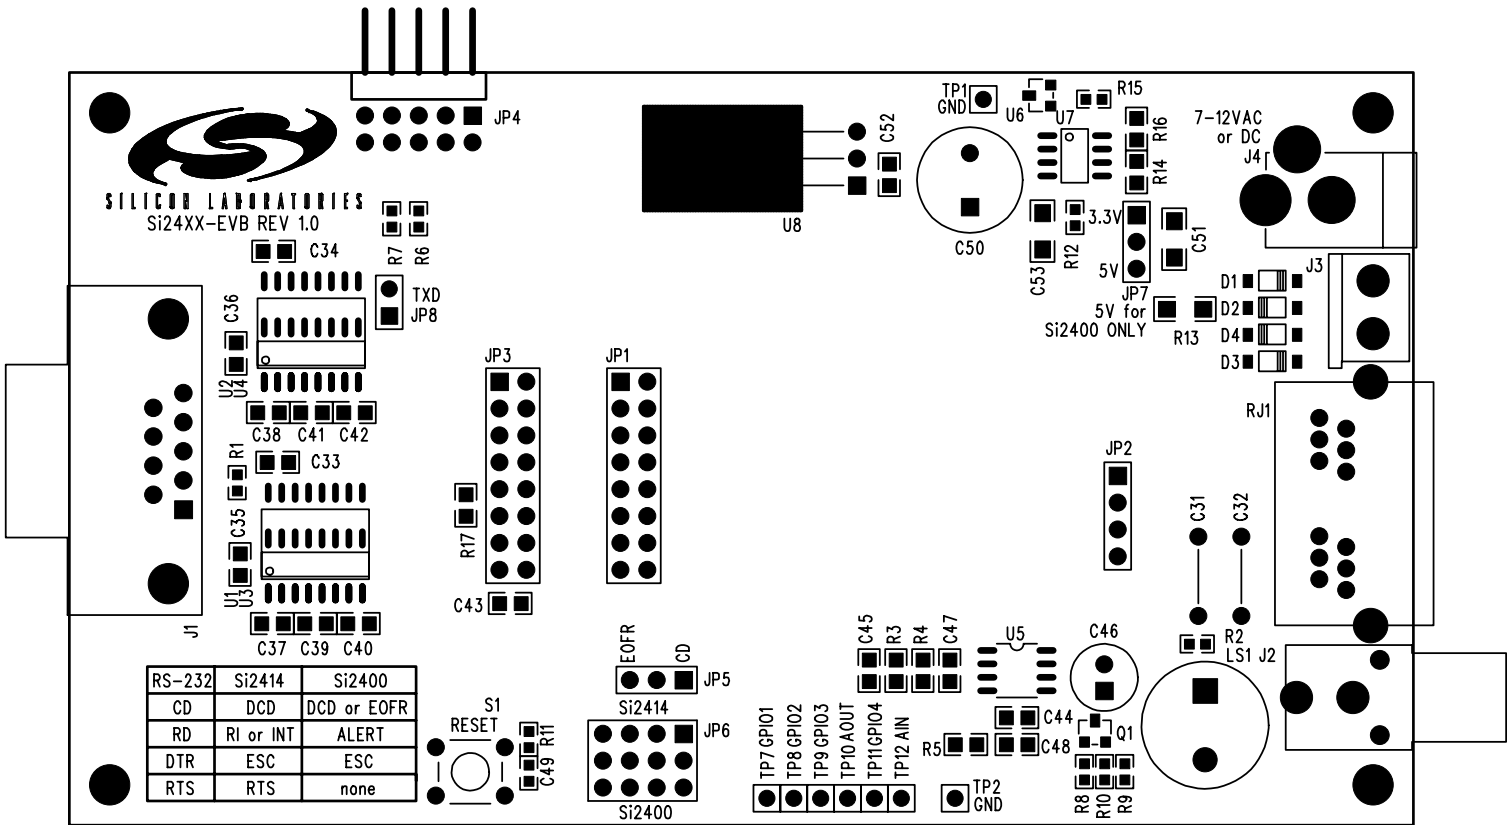 JP4
SILICON LABORATORIES
Si24XX-EVB REV 1.0
R7
R6
C34
C36
TXD
JP8
U2
U4
C38
C41
C42
R1
C33
C35
U1
U3
J1
C37
C39
C40
JP3
JP1
R17
C43
U8
C52
TP1
GND
C50
U6
U7
R15
R16
R14
C53
R12
3.3V
5V
JP7
5V for
Si2400 ONLY
C51
R13
7-12VAC
or DC
J4
J3
D1
D2
D4
D3
RJ1
JP2
C31
C32
R2
LS1
J2
C45
R3
R4
C47
U5
C46
C44
C48
R5
Q1
R8
R10
R9
TP2
GND
TP7 GPIO1
TP8 GPIO2
TP9 GPIO3
TP10 AOUT
TP11 GPIO4
TP12 AIN
EOFR
CD
JP5
Si2414
JP6
Si2400
S1
RESET
R11
C49
RS-232 Si2414 Si2400
CD DCD DCD or EOFR
RD RI or INT ALERT
DTR ESC ESC
RTS RTS none